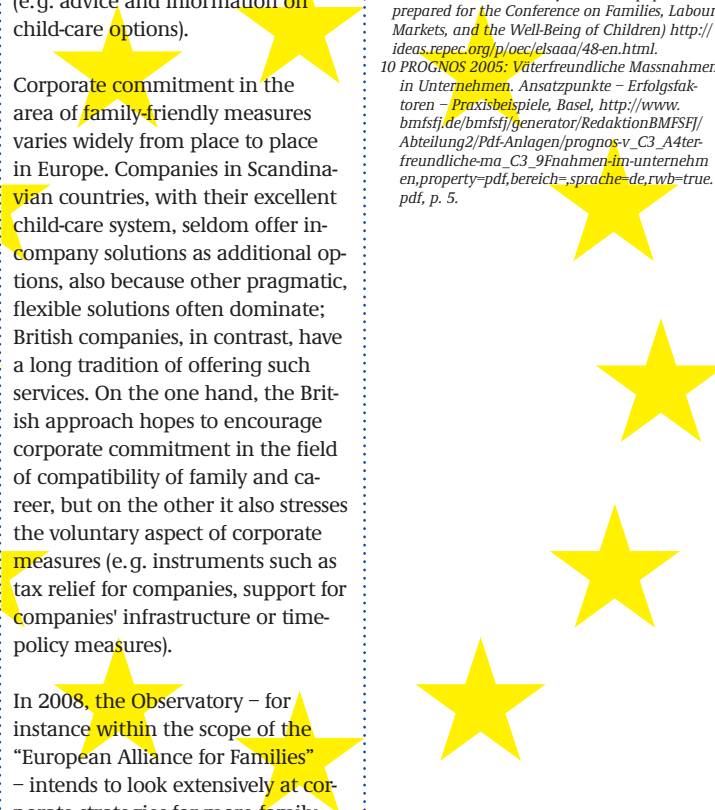 (e.g. advice and information on
child-care options).
Corporate commitment in the
area of family-friendly measures
varies widely from place to place
in Europe. Companies in Scandina-
vian countries, with their excellent
child-care system, seldom offer in-
company solutions as additional op-
tions, also because other pragmatic,
flexible solutions often dominate;
British companies, in contrast, have
a long tradition of offering such
services. On the one hand, the Brit-
ish approach hopes to encourage
corporate commitment in the field
of compatibility of family and ca-
reer, but on the other it also stresses
the voluntary aspect of corporate
measures (e.g. instruments such as
tax relief for companies, support for
companies' infrastructure or time-
policy measures).
In 2008, the Observatory – for
instance within the scope of the
“European Alliance for Families”
– intends to look extensively at cor-
porate strategies for more family
prepared for the Conference on Families, Labour
Markets, and the Well-Being of Children) http://
ideas.repec.org/p/oec/elsaaa/48-en.html.
10 PROGNOS 2005: Väterfreundliche Massnahmen
in Unternehmen. Ansatzpunkte – Erfolgsfak-
toren – Praxisbeispiele, Basel, http://www.
bmfsfj.de/bmfsfj/generator/RedaktionBMFSFJ/
Abteilung2/Pdf-Anlagen/prognos-v_C3_A4ter-
freundliche-ma_C3_9Fnahmen-im-unternehm
en,property=pdf,bereich=,sprache=de,rwb=true.
pdf, p. 5.